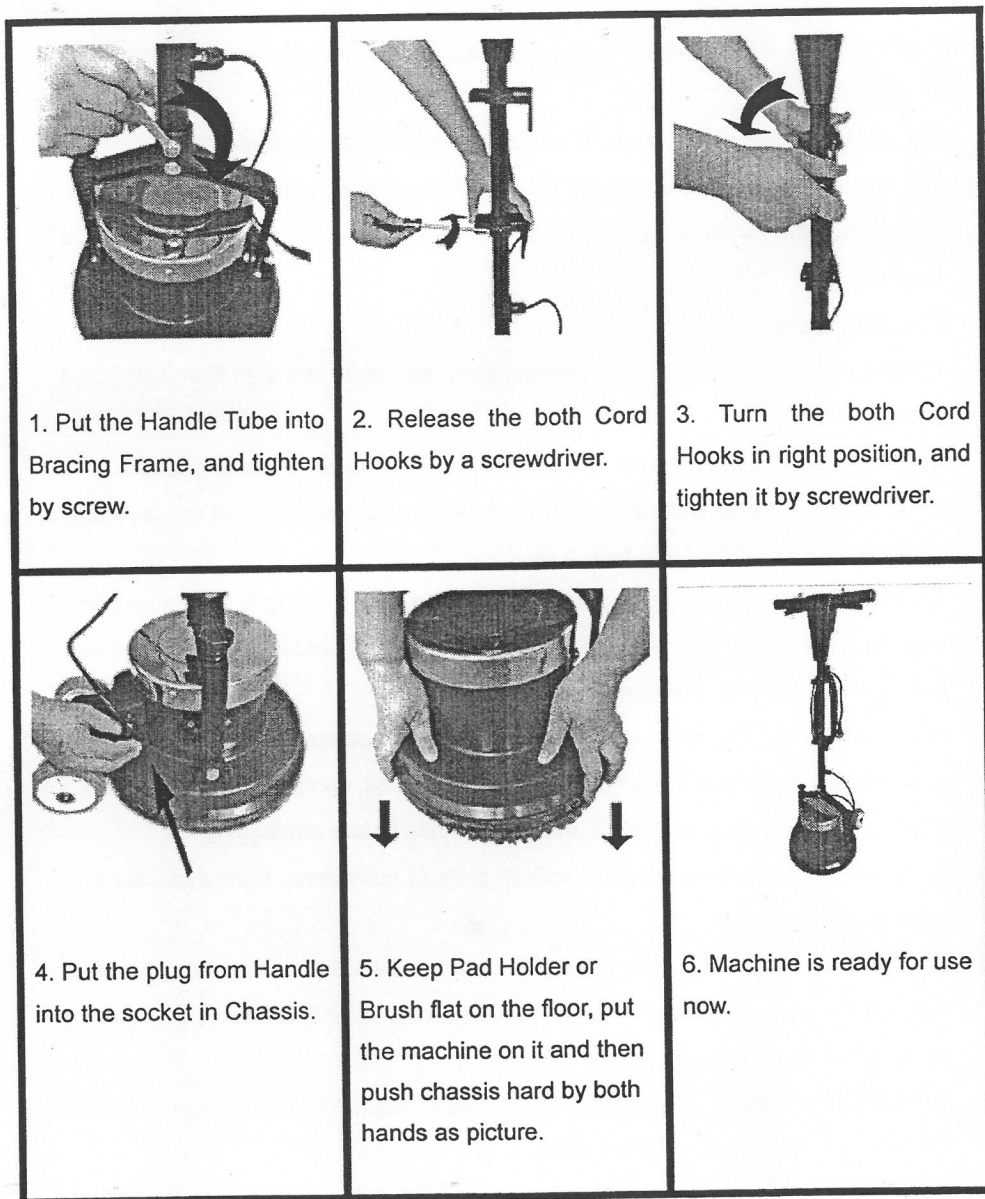 1. Put the Handle Tube into
Bracing Frame, and tighten
by screw.
2. Release the both Cord
Hooks by a screwdriver.
3. Turn the both Cord
Hooks in right position, and
tighten it by screwdriver.
4. Put the plug from Handle
into the socket in Chassis.
5. Keep Pad Holder or
Brush flat on the floor, put
the machine on it and then
push chassis hard by both
hands as picture.
6. Machine is ready for use
now.